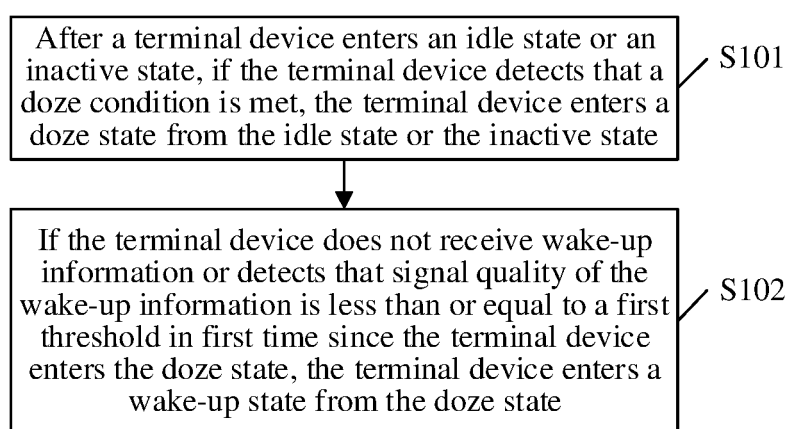 After a terminal device enters an idle state or an
inactive state, if the terminal device detects that a
doze condition is met, the terminal device enters a
doze state from the idle state or the inactive state
S101
If the terminal device does not receive wake-up
information or detects that signal quality of the
wake-up information is less than or equal to a first
threshold in first time since the terminal device
enters the doze state, the terminal device enters a
wake-up state from the doze state
S102